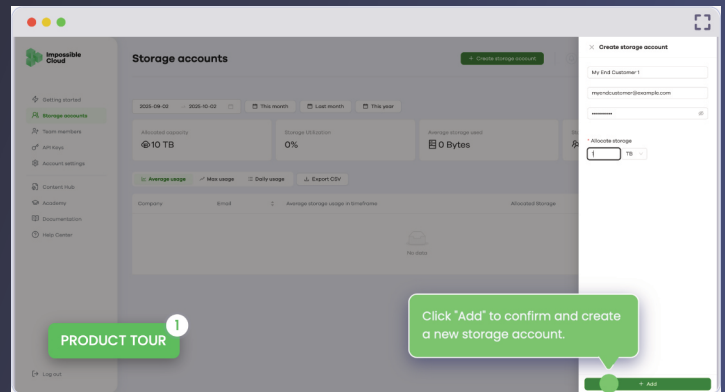 Impossible
Cloud
Getting started
Storage accounts
Team members
API Keys
Account settings
Content Hub
Academy
Documentation
Help Center
Log out
Storage accounts
+ Create storage account
2025-09-02 → 2025-10-02
This month
Last month
This year
Allocated capacity
10 TB
Storage Utilization
0%
Average storage used
0 Bytes
Average usage
Max usage
Daily usage
Export CSV
Company
Email
Average storage usage in timeframe
Allocated Storage
No data
Create storage account
My End Customer 1
myendcustomer@example.com
* Allocate storage
1 TB
+ Add
Click "Add" to confirm and create
a new storage account.
PRODUCT TOUR
1